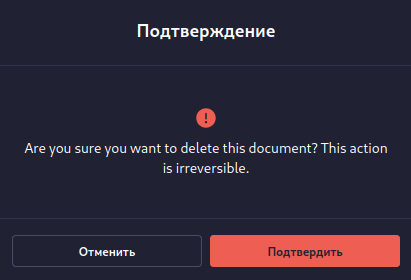 Подтверждение
Are you sure you want to delete this document? This action
is irreversible.
Отменить
Подтвердить